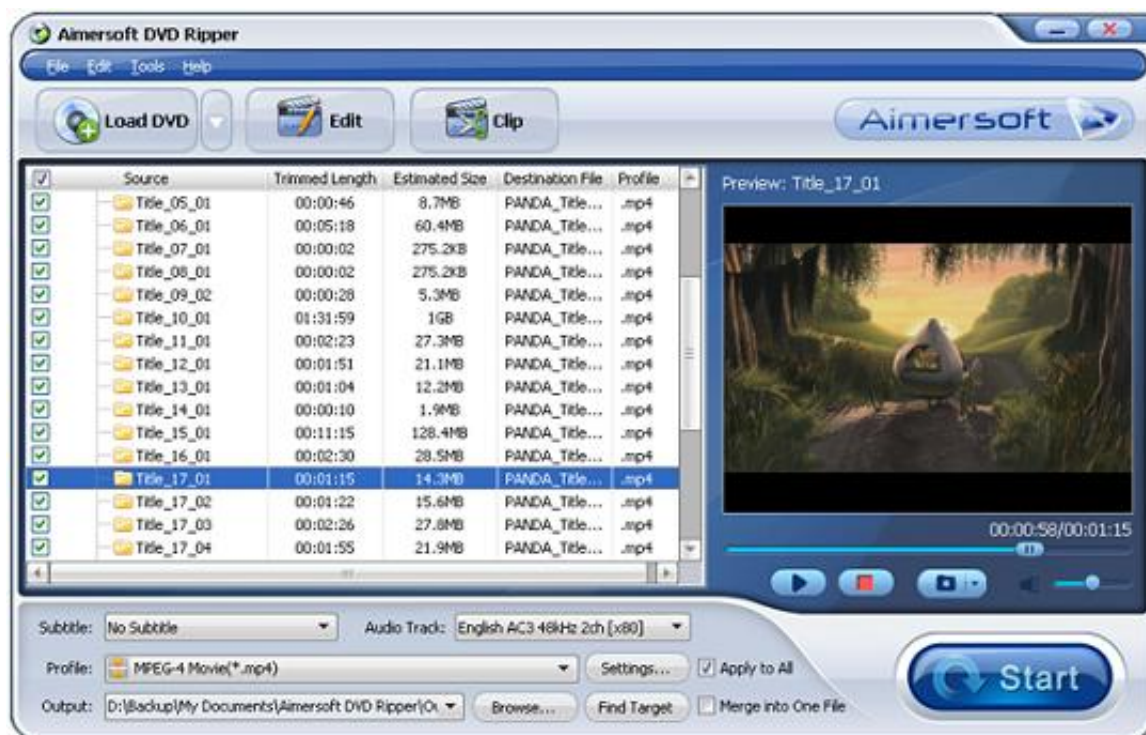 Aimersoft DVD Ripper
File Edit Tools Help
Load DVD Edit Clip Aimersoft
Source Trimmed Length Estimated Size Destination File Profile
Title_05_01 00:00:46 8.7MB PANDA_Title... .mp4
Title_06_01 00:05:18 60.4MB PANDA_Title... .mp4
Title_07_01 00:00:02 275.2KB PANDA_Title... .mp4
Title_08_01 00:00:02 275.2KB PANDA_Title... .mp4
Title_09_02 00:00:28 5.3MB PANDA_Title... .mp4
Title_10_01 01:31:59 1GB PANDA_Title... .mp4
Title_11_01 00:02:23 27.3MB PANDA_Title... .mp4
Title_12_01 00:01:51 21.1MB PANDA_Title... .mp4
Title_13_01 00:01:04 12.2MB PANDA_Title... .mp4
Title_14_01 00:00:10 1.9MB PANDA_Title... .mp4
Title_15_01 00:11:15 128.4MB PANDA_Title... .mp4
Title_16_01 00:02:30 28.5MB PANDA_Title... .mp4
Title_17_01 00:01:15 14.3MB PANDA_Title... .mp4
Title_17_02 00:01:22 15.6MB PANDA_Title... .mp4
Title_17_03 00:02:26 27.8MB PANDA_Title... .mp4
Title_17_04 00:01:55 21.9MB PANDA_Title... .mp4
Preview: Title_17_01
00:00:58/00:01:15
Subtitle: No Subtitle Audio Track: English AC3 48kHz 2ch [x80]
Profile: MPEG-4 Movie(*.mp4) Settings... Apply to All
Output: D:\Backup\My Documents\Aimersoft DVD Ripper\Ou Browse... Find Target Merge into One File
Start